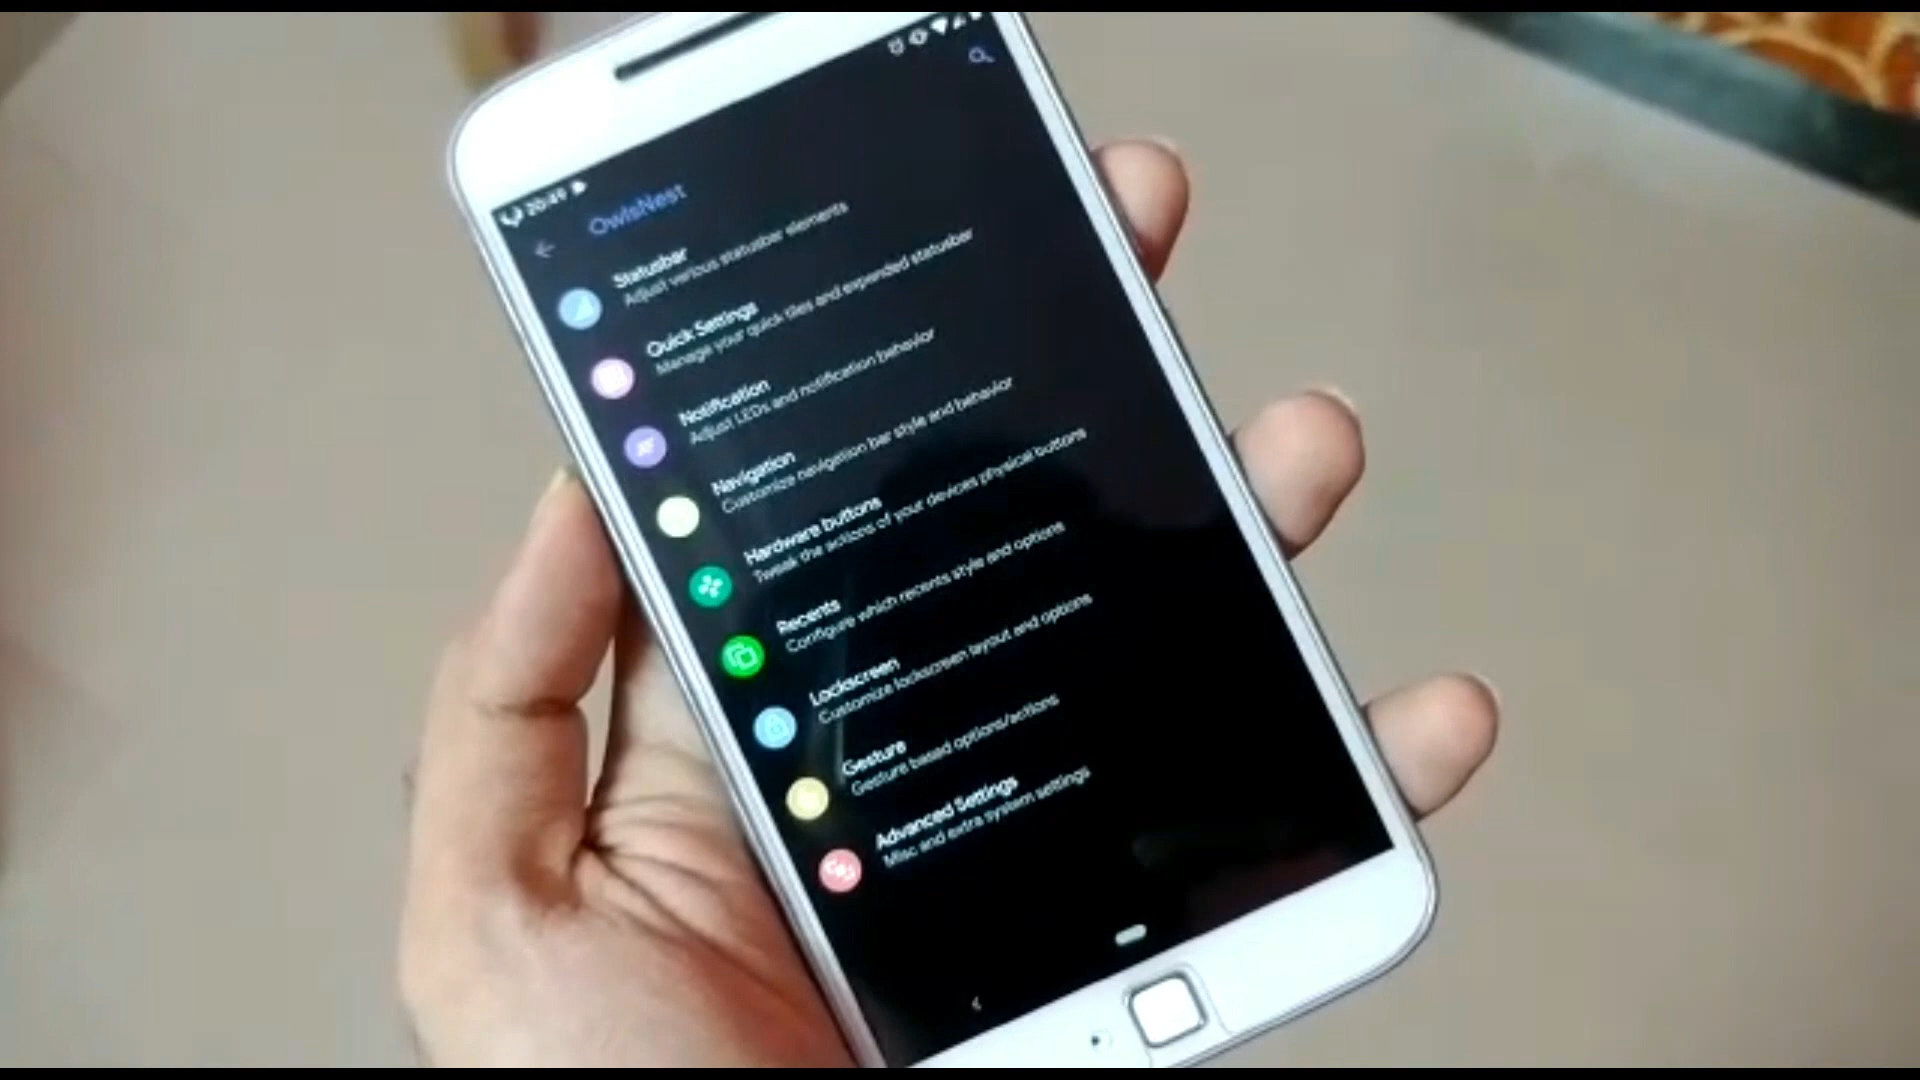 20:49
OwlsNest
Statusbar
Adjust various statusbar elements
Quick Settings
Manage your quick tiles and expanded statusbar
Notification
Adjust LEDs and notification behavior
Navigation
Customize navigation bar style and behavior
Hardware buttons
Tweak the actions of your devices physical buttons
Recents
Configure which recents style and options
Lockscreen
Customize lockscreen layout and options
Gesture
Gesture based options/actions
Advanced Settings
Misc and extra system settings